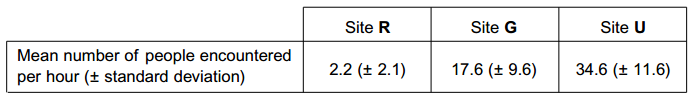 Site R Site G Site U
Mean number of people encountered
per hour (± standard deviation)
2.2 (± 2.1) 17.6 (± 9.6) 34.6 (± 11.6)